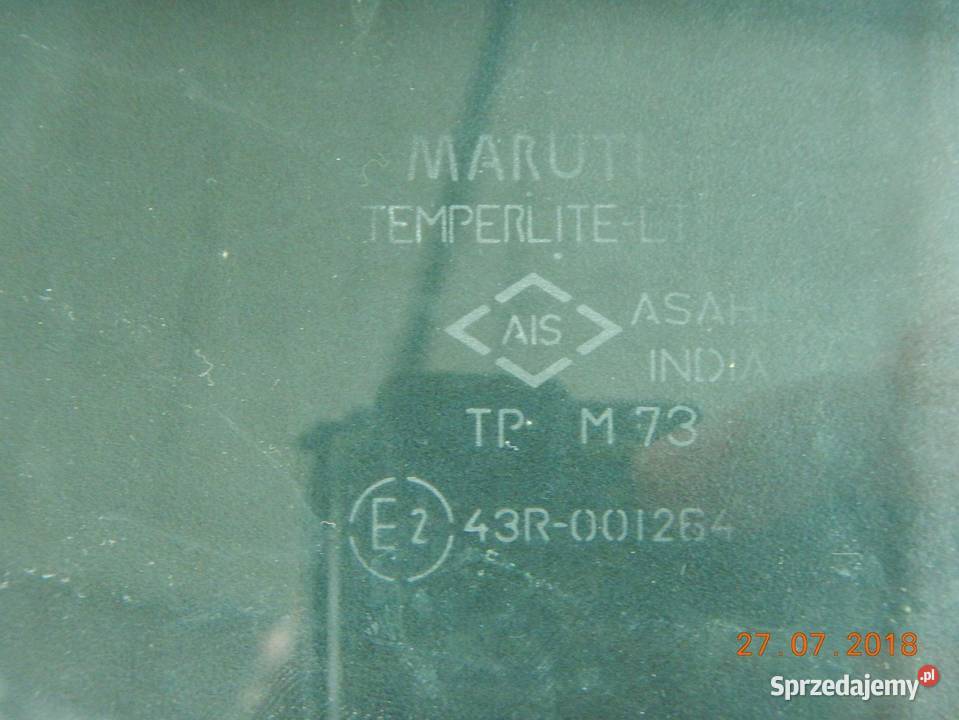 MARUTI
TEMPERLITE-LT
AIS ASAHI
INDIA
TP M 73
E2 43R-001264
27.07.2018
Sprzedajemy.pl